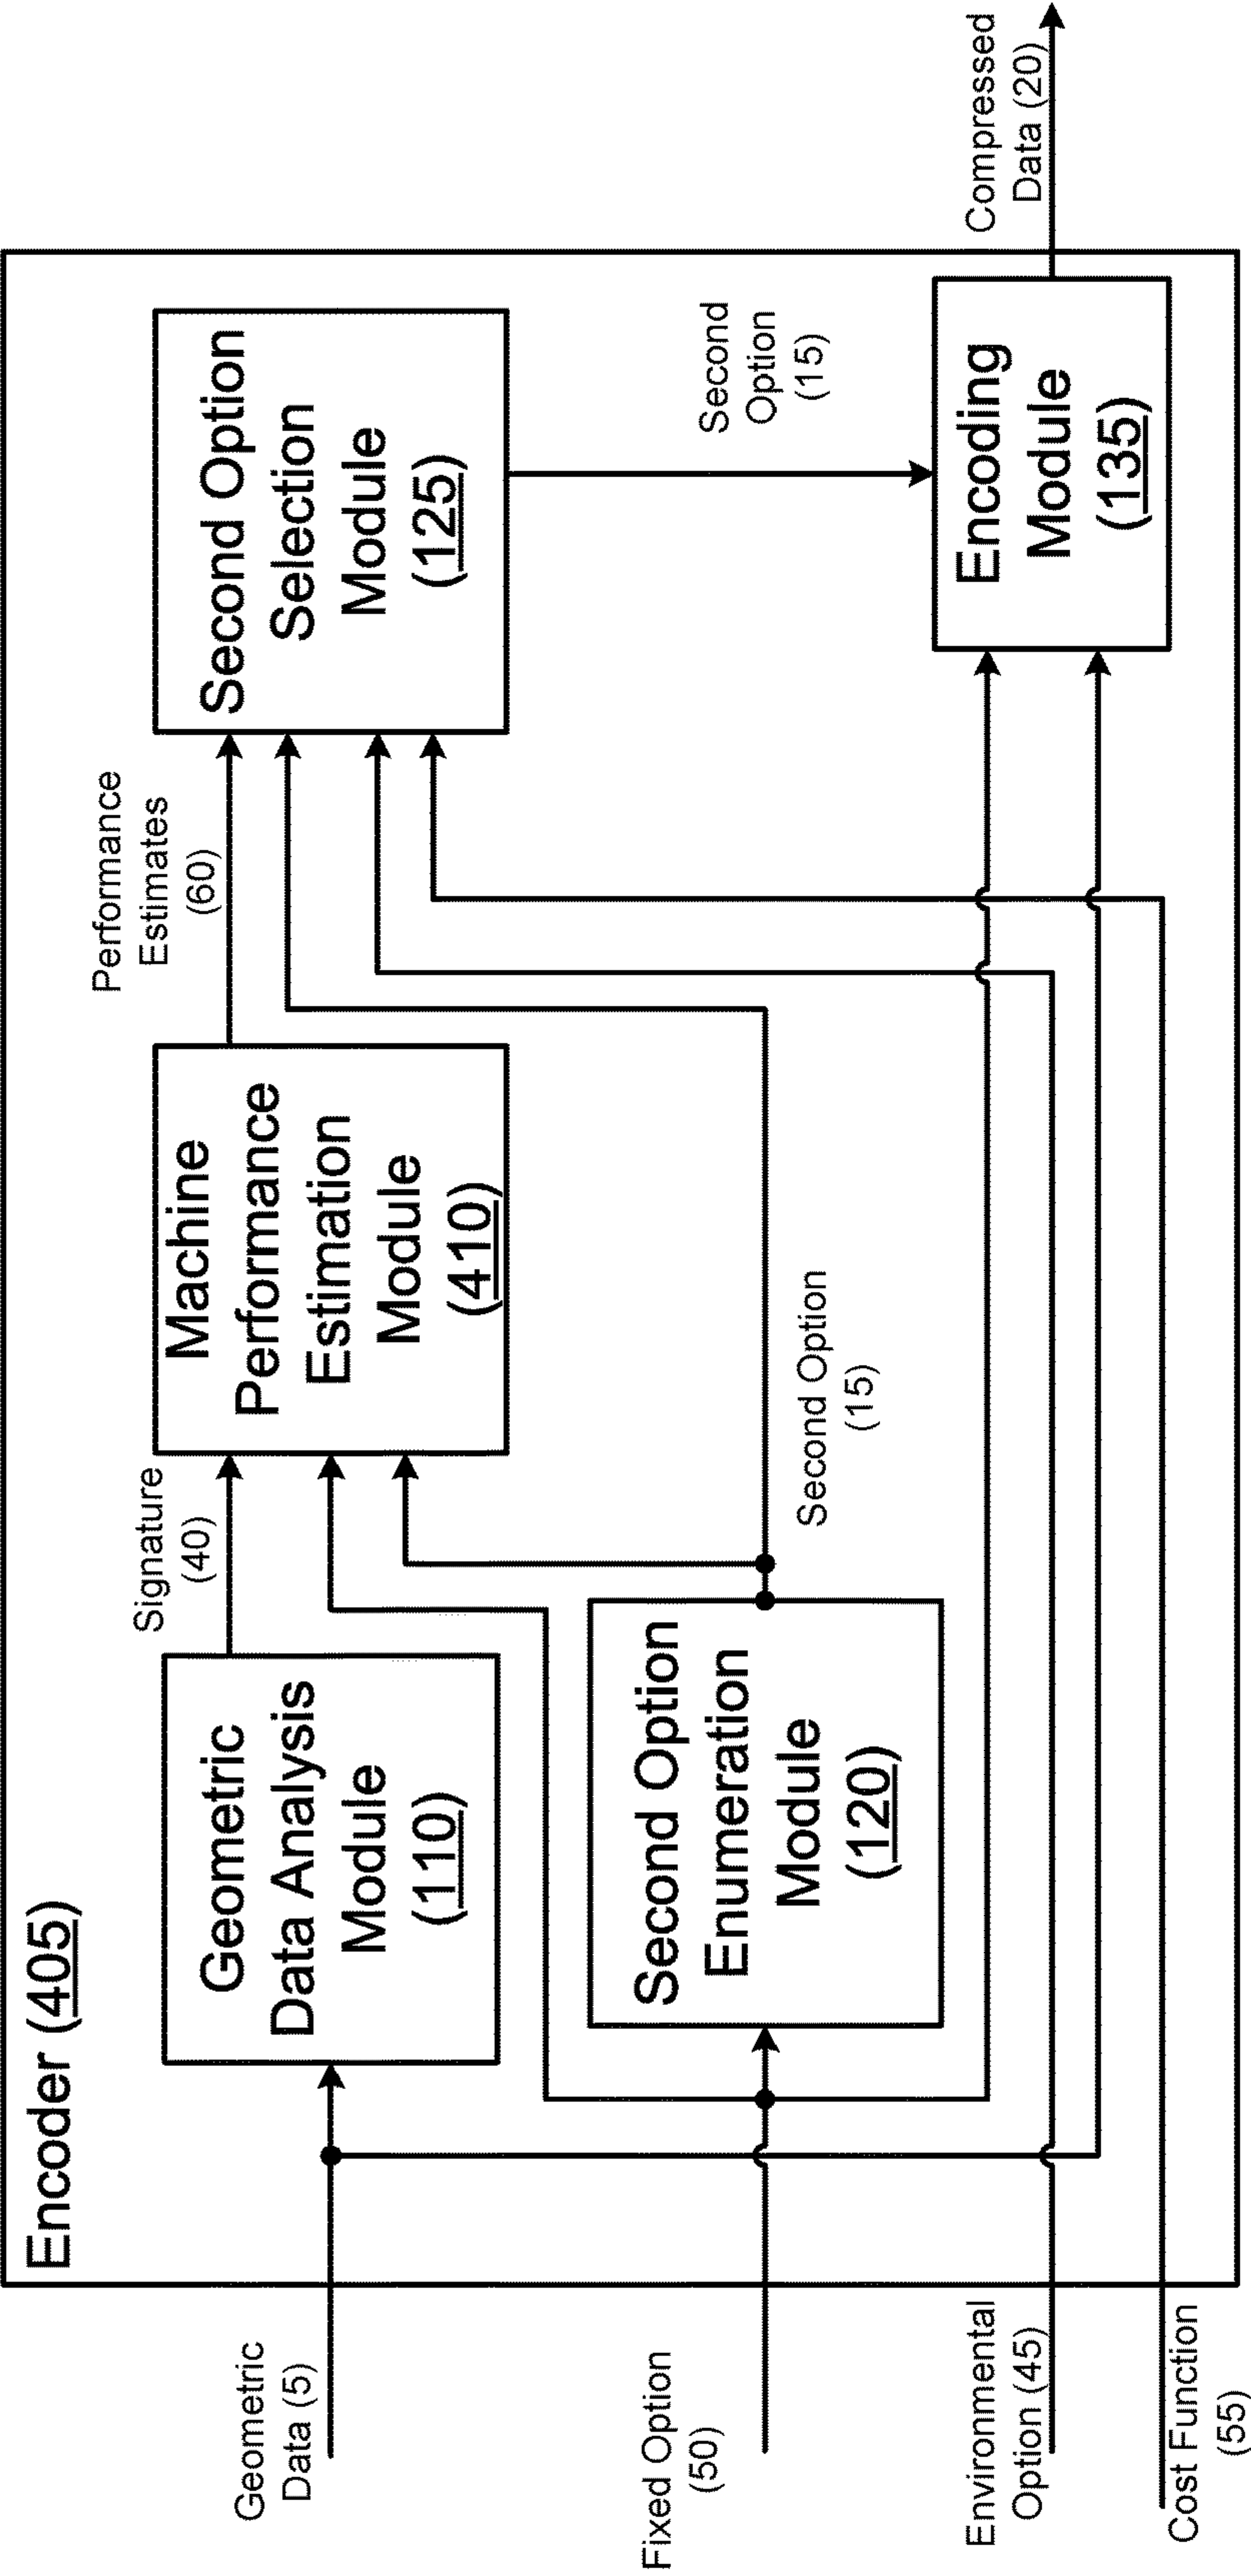 Encoder (405)
Geometric
Data (5)
Fixed Option
(50)
Environmental
Option (45)
Cost Function
(55)
Geometric
Data Analysis
Module
(110)
Signature
(40)
Second Option
Enumeration
Module
(120)
Second Option
(15)
Machine
Performance
Estimation
Module
(410)
Performance
Estimates
(60)
Second Option
Selection
Module
(125)
Second
Option
(15)
Encoding
Module
(135)
Compressed
Data (20)